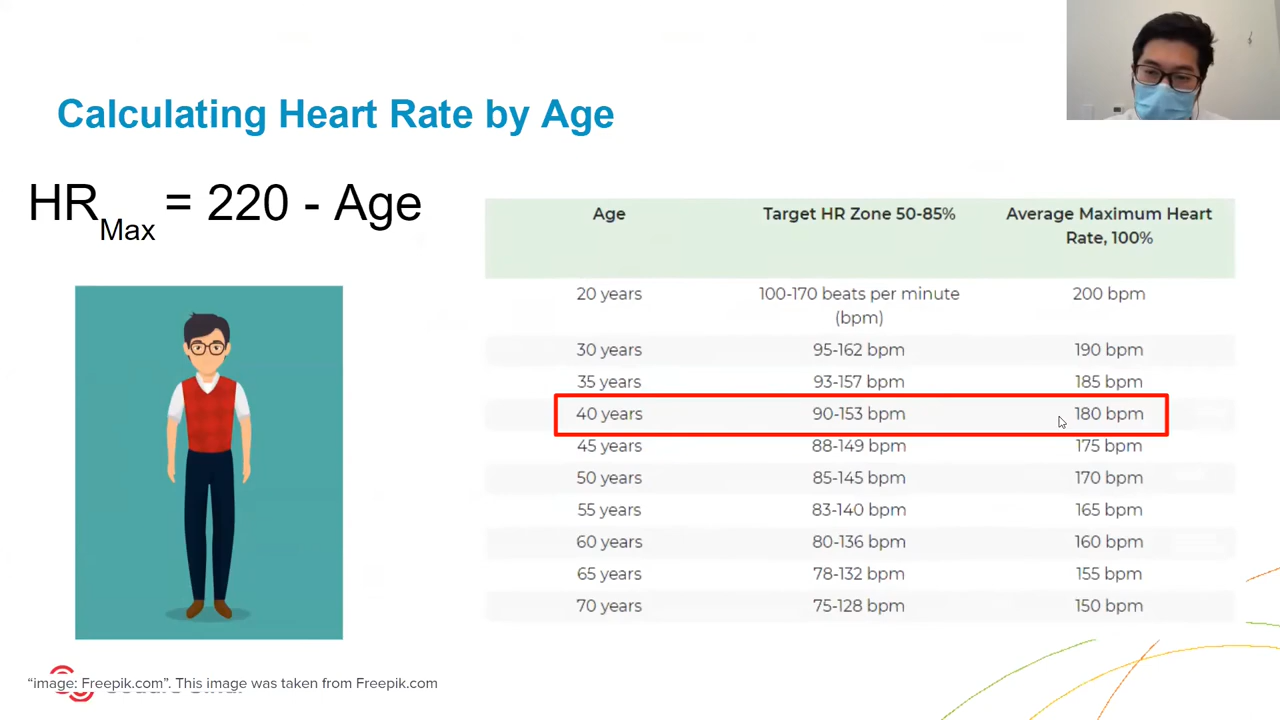 Calculating Heart Rate by Age
HRMax = 220 - Age
Age Target HR Zone 50-85% Average Maximum Heart
Rate, 100%
20 years 100-170 beats per minute 200 bpm
(bpm)
30 years 95-162 bpm 190 bpm
35 years 93-157 bpm 185 bpm
40 years 90-153 bpm 180 bpm
45 years 88-149 bpm 175 bpm
50 years 85-145 bpm 170 bpm
55 years 83-140 bpm 165 bpm
60 years 80-136 bpm 160 bpm
65 years 78-132 bpm 155 bpm
70 years 75-128 bpm 150 bpm
“image: Freepik.com”. This image was taken from Freepik.com